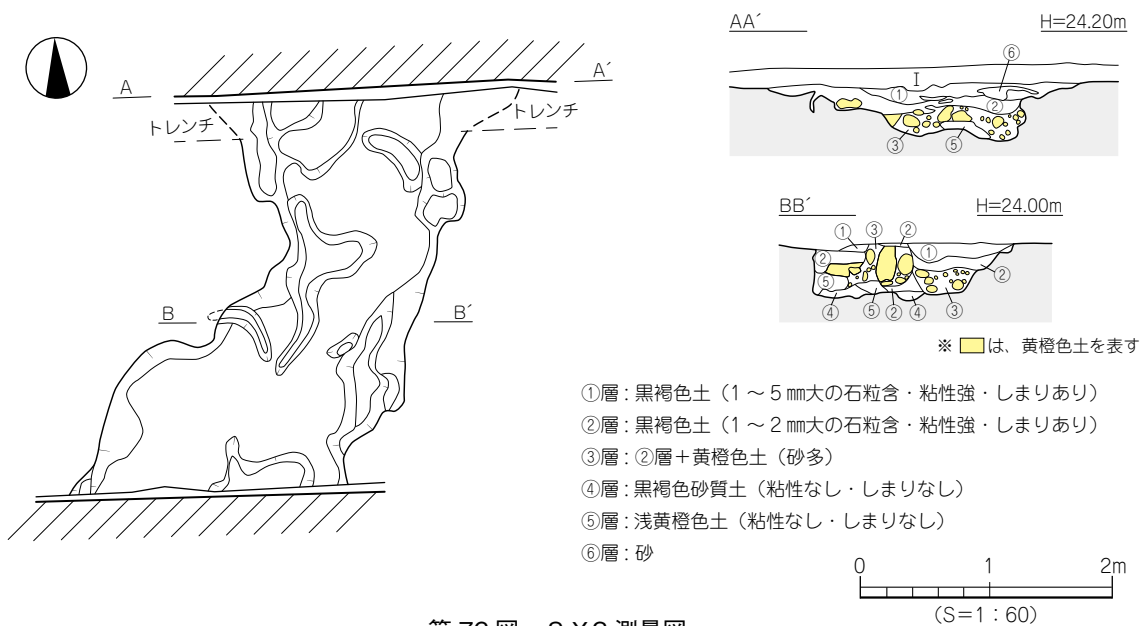 A
A´
トレンチ
トレンチ
B
B´
AA´ H=24.20m
⑥
Ⅰ
①
②
③ ⑤
BB´ H=24.00m
① ③ ②
①
②
②
⑤
④ ⑤ ② ④ ③
※ は、黄橙色土を表す
①層:黒褐色土(1～5㎜大の石粒含・粘性強・しまりあり)
②層:黒褐色土(1～2㎜大の石粒含・粘性強・しまりあり)
③層:②層+黄橙色土(砂多)
④層:黒褐色砂質土(粘性なし・しまりなし)
⑤層:浅黄橙色土(粘性なし・しまりなし)
⑥層:砂
0 1 2m
(S=1:60)